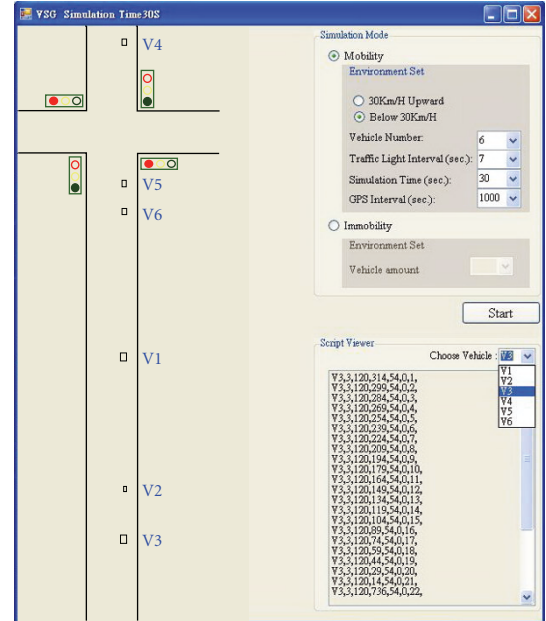 VSG Simulation Time30S
V4
V5
V6
V1
V2
V3
Simulation Mode
Mobility
Environment Set
30Km/H Upward
Below 30Km/H
Vehicle Number: 6
Traffic Light Interval (sec.): 7
Simulation Time (sec.): 30
GPS Interval (sec.): 1000
Immobility
Environment Set
Vehicle amount
Start
Script Viewer
Choose Vehicle : V3
V1
V2
V3
V4
V5
V6
V3,3,120,314,54,0,1,
V3,3,120,299,54,0,2,
V3,3,120,284,54,0,3,
V3,3,120,269,54,0,4,
V3,3,120,254,54,0,5,
V3,3,120,239,54,0,6,
V3,3,120,224,54,0,7,
V3,3,120,209,54,0,8,
V3,3,120,194,54,0,9,
V3,3,120,179,54,0,10,
V3,3,120,164,54,0,11,
V3,3,120,149,54,0,12,
V3,3,120,134,54,0,13,
V3,3,120,119,54,0,14,
V3,3,120,104,54,0,15,
V3,3,120,89,54,0,16,
V3,3,120,74,54,0,17,
V3,3,120,59,54,0,18,
V3,3,120,44,54,0,19,
V3,3,120,29,54,0,20,
V3,3,120,14,54,0,21,
V3,3,120,736,54,0,22,